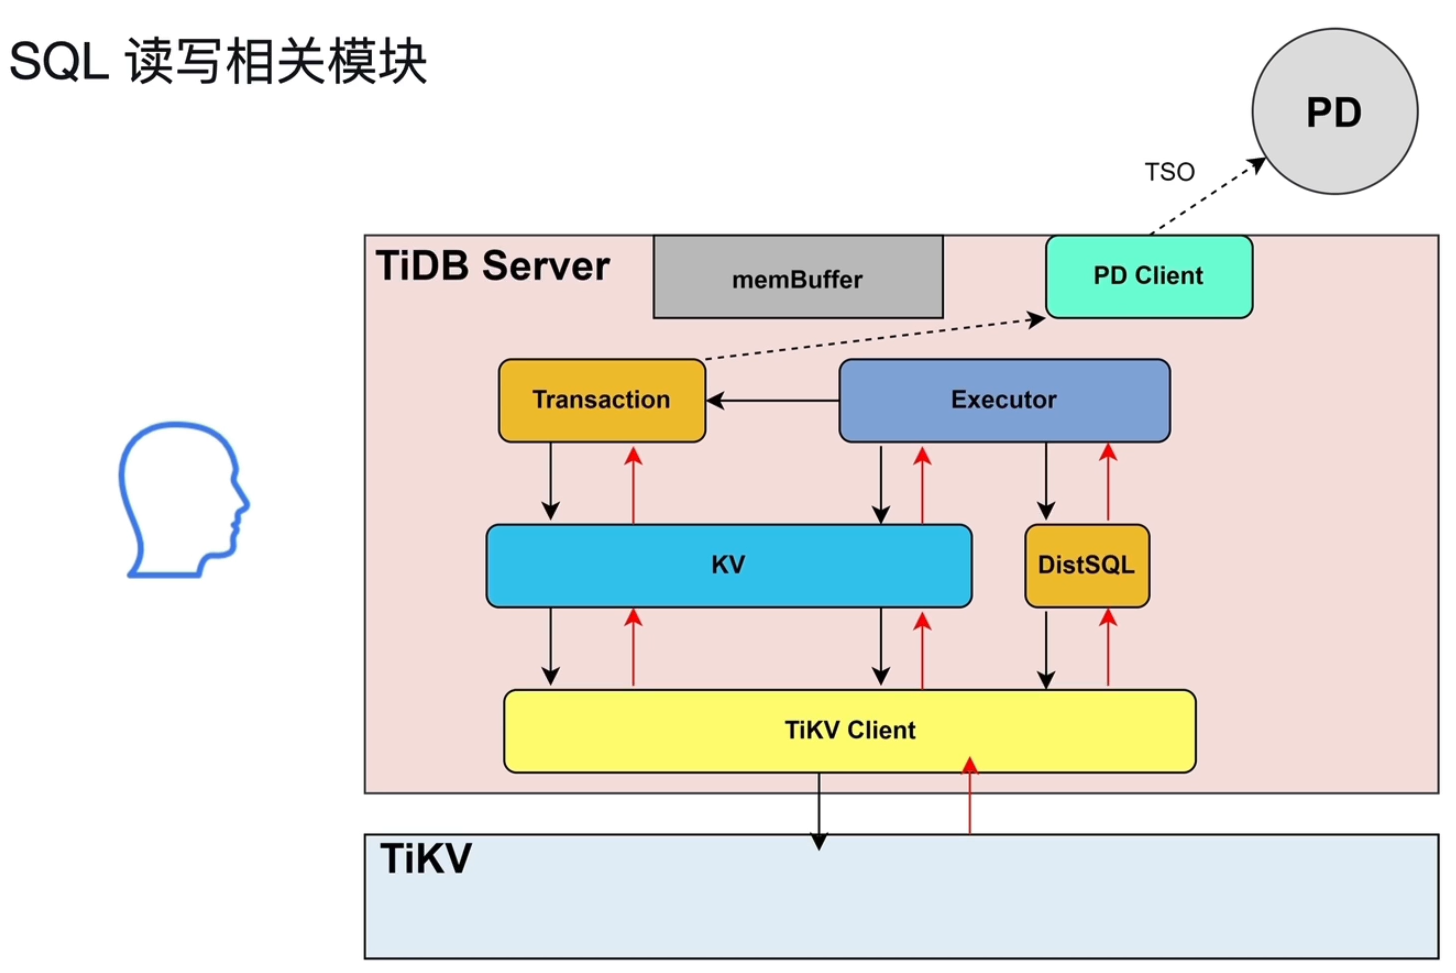 SQL 读写相关模块
PD
TSO
TiDB Server
memBuffer
PD Client
Transaction
Executor
KV
DistSQL
TiKV Client
TiKV